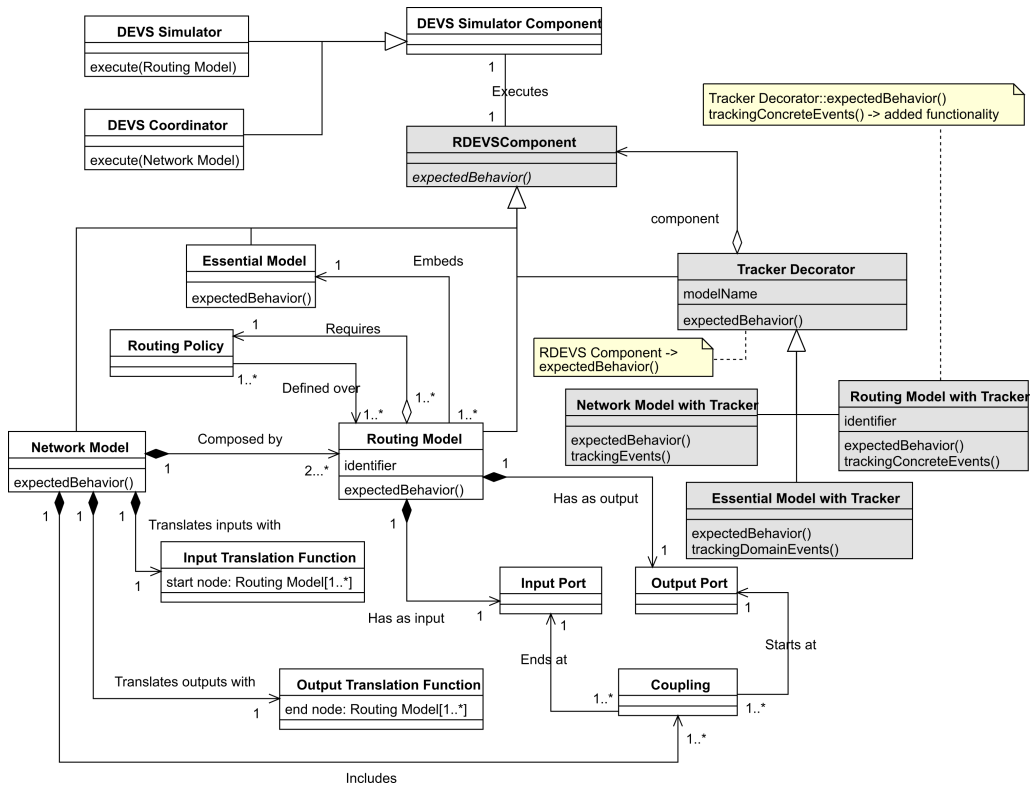 DEVS Simulator
execute(Routing Model)
DEVS Simulator Component
DEVS Coordinator
execute(Network Model)
1
Executes
1
RDEVSComponent
expectedBehavior()
Tracker Decorator::expectedBehavior()
trackingConcreteEvents() -> added functionality
component
Essential Model
expectedBehavior()
1
Embeds
Tracker Decorator
modelName
expectedBehavior()
Routing Policy
1
Requires
1..*
Defined over
1..*
1..*
1..*
RDEVS Component ->
expectedBehavior()
Network Model with Tracker
expectedBehavior()
trackingEvents()
Routing Model with Tracker
identifier
expectedBehavior()
trackingConcreteEvents()
Network Model
expectedBehavior()
Composed by
1
2...*
Routing Model
identifier
expectedBehavior()
1
Has as output
1
Essential Model with Tracker
expectedBehavior()
trackingDomainEvents()
1
1
1
Translates inputs with
1
Input Translation Function
start node: Routing Model[1..*]
1
Has as input
1
Input Port
1
Output Port
1
Ends at
Starts at
Translates outputs with
1
Output Translation Function
end node: Routing Model[1..*]
Coupling
1..*
1..*
1..*
Includes